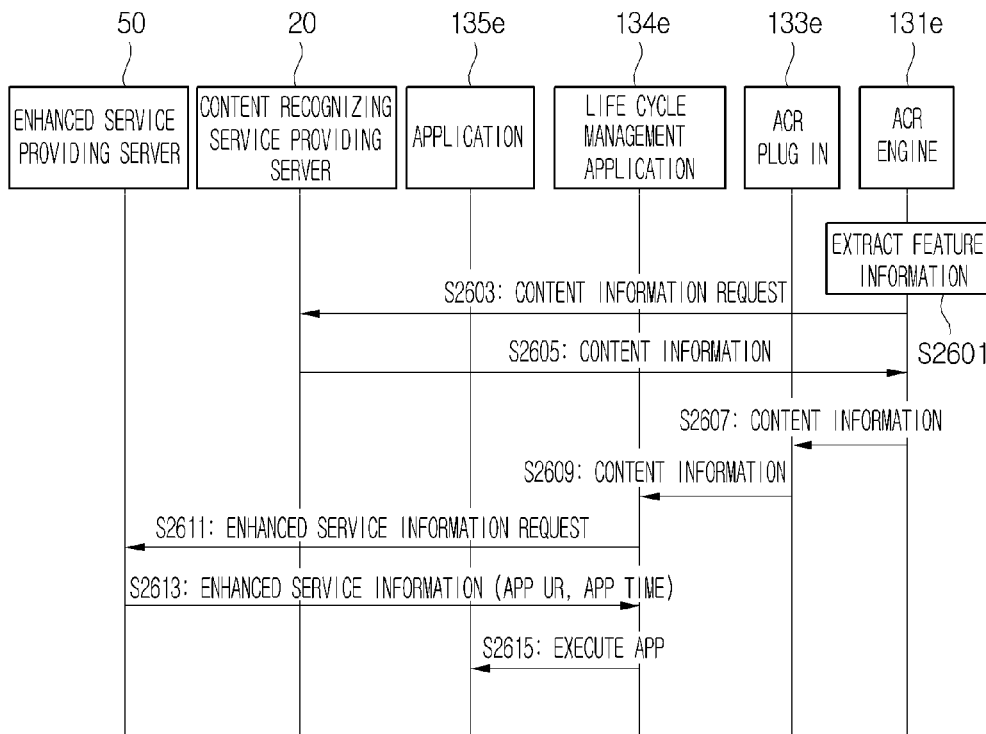 50
20
135e
134e
133e
131e
ENHANCED SERVICE
PROVIDING SERVER
CONTENT RECOGNIZING
SERVICE PROVIDING
SERVER
APPLICATION
LIFE CYCLE
MANAGEMENT
APPLICATION
ACR
PLUG IN
ACR
ENGINE
EXTRACT FEATURE
INFORMATION
S2601
S2603: CONTENT INFORMATION REQUEST
S2605: CONTENT INFORMATION
S2607: CONTENT INFORMATION
S2609: CONTENT INFORMATION
S2611: ENHANCED SERVICE INFORMATION REQUEST
S2613: ENHANCED SERVICE INFORMATION (APP UR, APP TIME)
S2615: EXECUTE APP